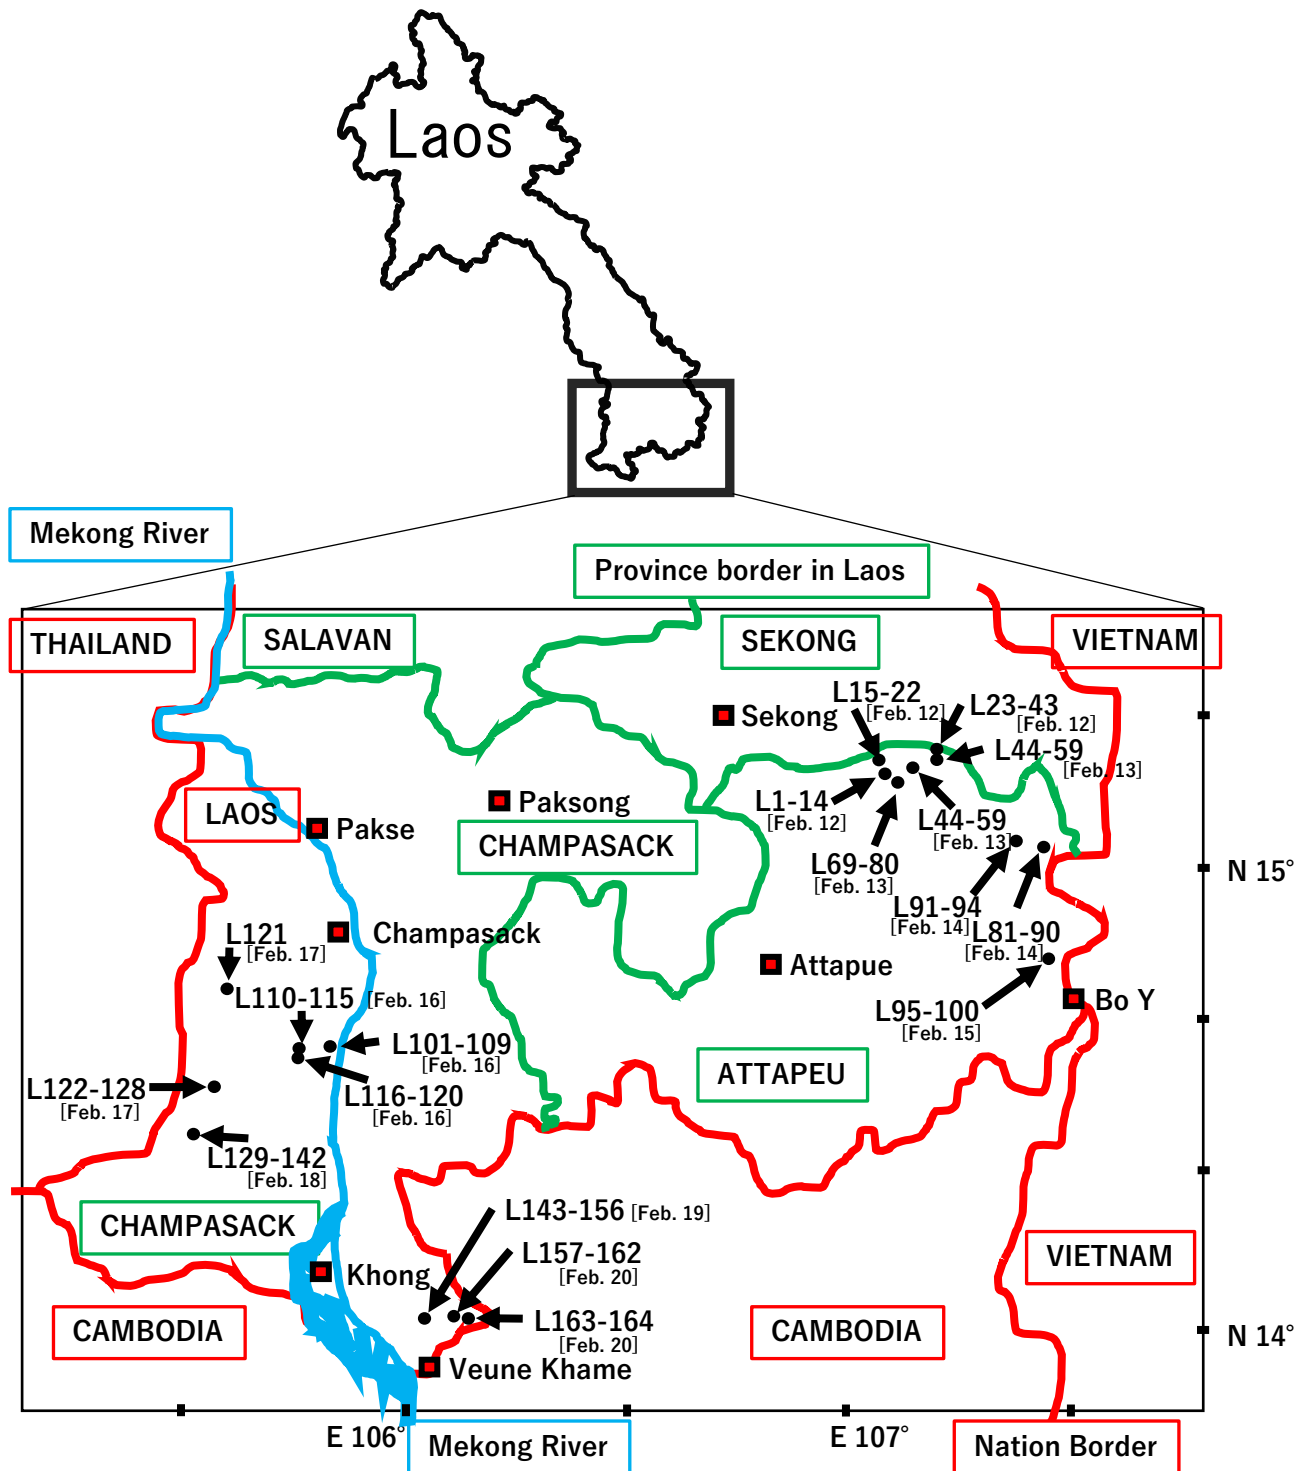 Laos
Mekong River
Province border in Laos
THAILAND
SALAVAN
SEKONG
VIETNAM
L15-22
[Feb. 12]
L23-43
[Feb. 12]
Sekong
L44-59
[Feb. 13]
LAOS
Pakse
Paksong
CHAMPASACK
L1-14
[Feb. 12]
L44-59
[Feb. 13]
L69-80
[Feb. 13]
N 15°
L91-94
[Feb. 14]
L81-90
[Feb. 14]
L121
[Feb. 17]
Champasack
Attapue
L110-115 [Feb. 16]
L95-100
[Feb. 15]
Bo Y
L101-109
[Feb. 16]
L122-128
[Feb. 17]
L116-120
[Feb. 16]
ATTAPEU
L129-142
[Feb. 18]
CHAMPASACK
L143-156 [Feb. 19]
L157-162
[Feb. 20]
VIETNAM
Khong
CAMBODIA
L163-164
[Feb. 20]
CAMBODIA
N 14°
Veune Khame
E 106°
E 107°
Mekong River
Nation Border